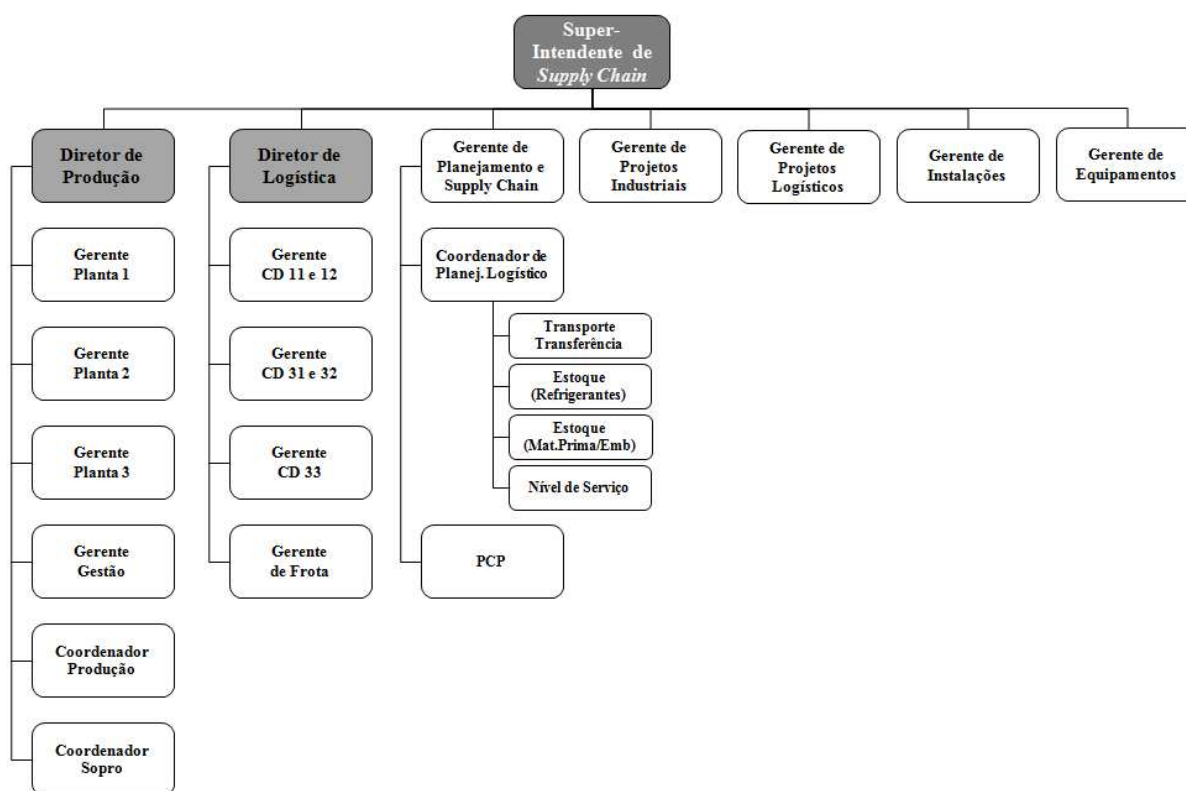 Super-
Intendente de
Supply Chain
Diretor de
Produção
Diretor de
Logística
Gerente de
Planejamento e
Supply Chain
Gerente de
Projetos
Industriais
Gerente de
Projetos
Logísticos
Gerente de
Instalações
Gerente de
Equipamentos
Gerente
Planta 1
Gerente
CD 11 e 12
Coordenador de
Planej. Logístico
Transporte
Transferência
Gerente
Planta 2
Gerente
CD 31 e 32
Estoque
(Refrigerantes)
Estoque
(Mat.Prima/Emb)
Gerente
Planta 3
Gerente
CD 33
Nível de Serviço
Gerente
Gestão
Gerente
de Frota
PCP
Coordenador
Produção
Coordenador
Sopro